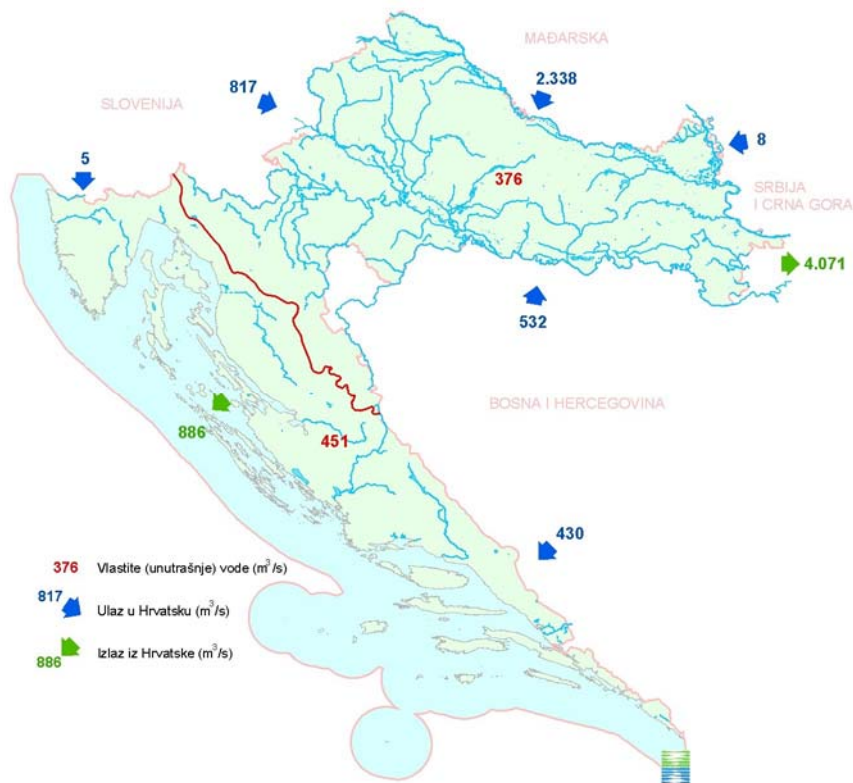 MAĐARSKA
817
2.338
SLOVENIJA
5
8
376
SRBIJA
I CRNA GORA
4.071
532
BOSNA I HERCEGOVINA
886
451
430
376 Vlastite (unutrašnje) vode (m³/s)
817 Ulaz u Hrvatsku (m³/s)
886 Izlaz iz Hrvatske (m³/s)